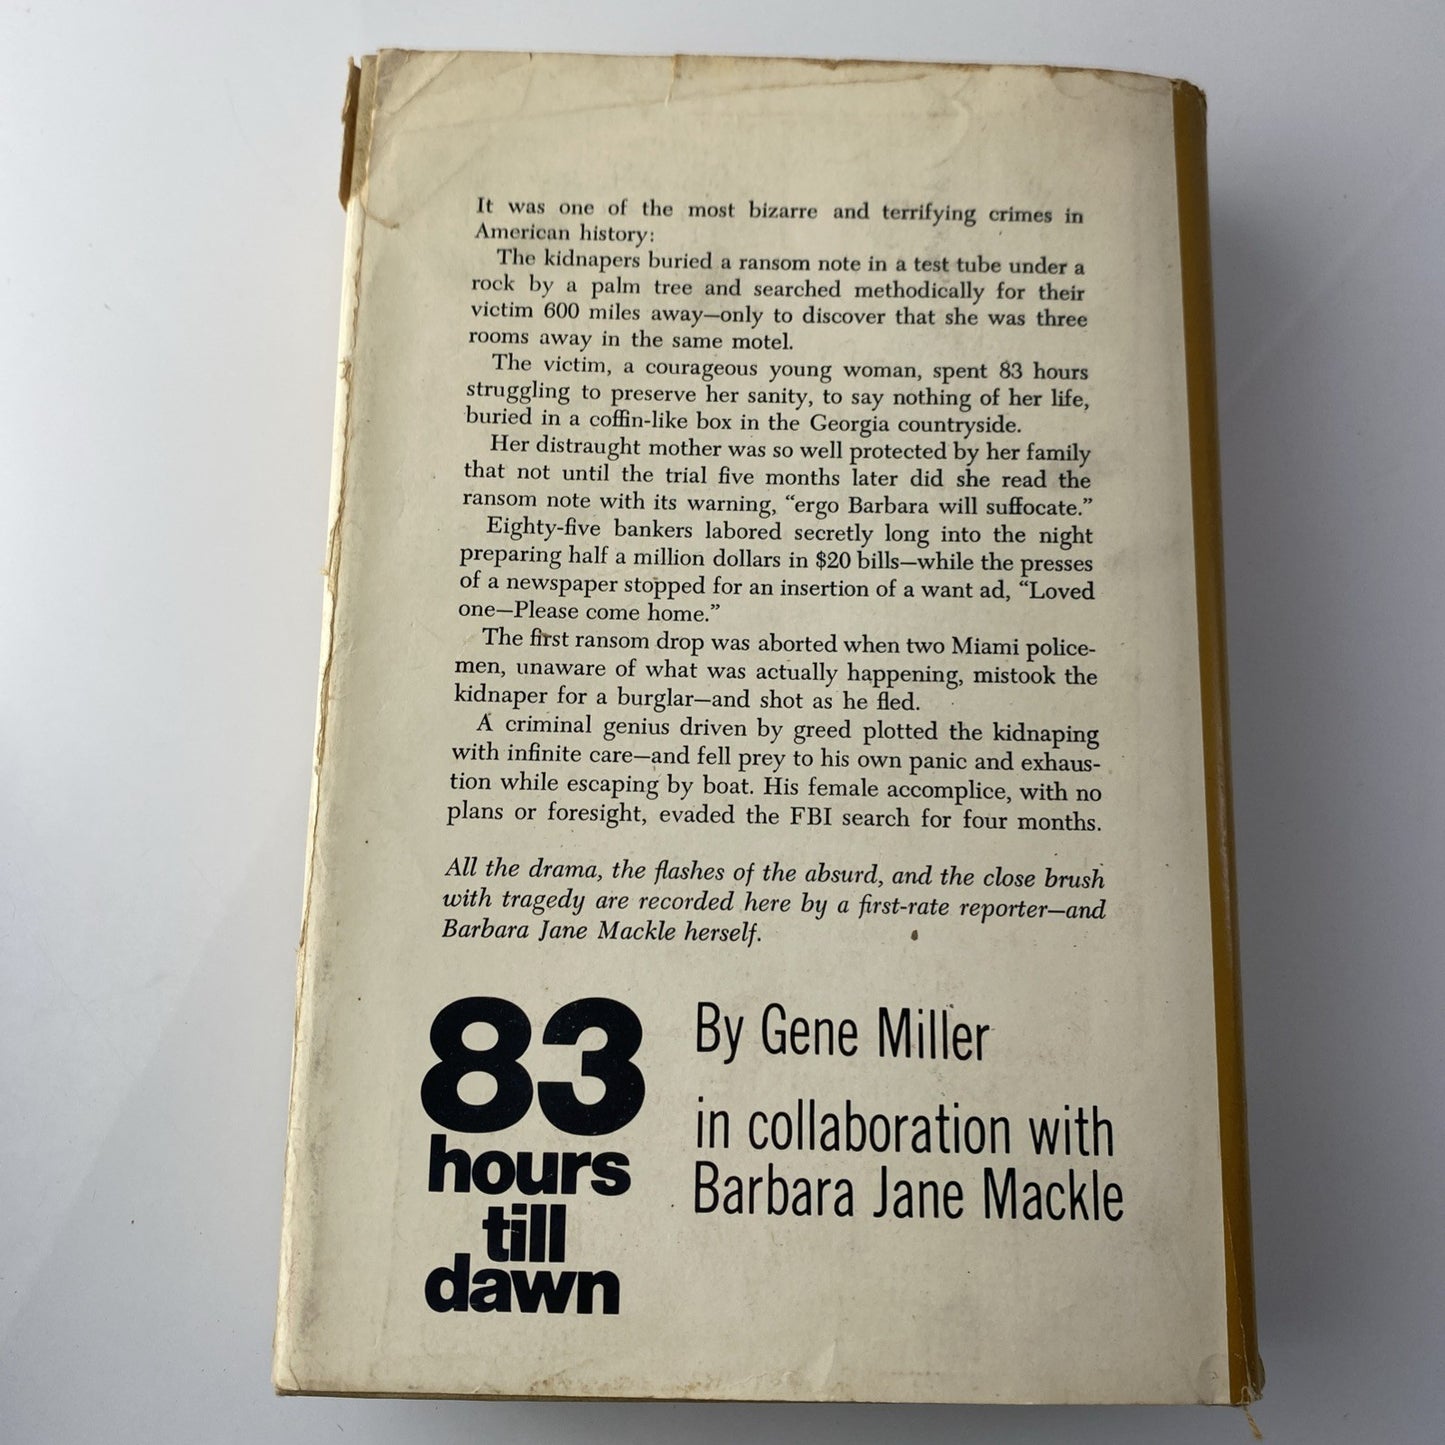 It was one of the most bizarre and terrifying crimes in
American history:
The kidnapers buried a ransom note in a test tube under a
rock by a palm tree and searched methodically for their
victim 600 miles away—only to discover that she was three
rooms away in the same motel.
The victim, a courageous young woman, spent 83 hours
struggling to preserve her sanity, to say nothing of her life,
buried in a coffin-like box in the Georgia countryside.
Her distraught mother was so well protected by her family
that not until the trial five months later did she read the
ransom note with its warning, “ergo Barbara will suffocate.”
Eighty-five bankers labored secretly long into the night
preparing half a million dollars in $20 bills—while the presses
of a newspaper stopped for an insertion of a want ad, “Loved
one—Please come home.”
The first ransom drop was aborted when two Miami police-
men, unaware of what was actually happening, mistook the
kidnaper for a burglar—and shot as he fled.
A criminal genius driven by greed plotted the kidnaping
with infinite care—and fell prey to his own panic and exhaus-
tion while escaping by boat. His female accomplice, with no
plans or foresight, evaded the FBI search for four months.
All the drama, the flashes of the absurd, and the close brush
with tragedy are recorded here by a first-rate reporter—and
Barbara Jane Mackle herself.
83
hours
till
dawn
By Gene Miller
in collaboration with
Barbara Jane Mackle